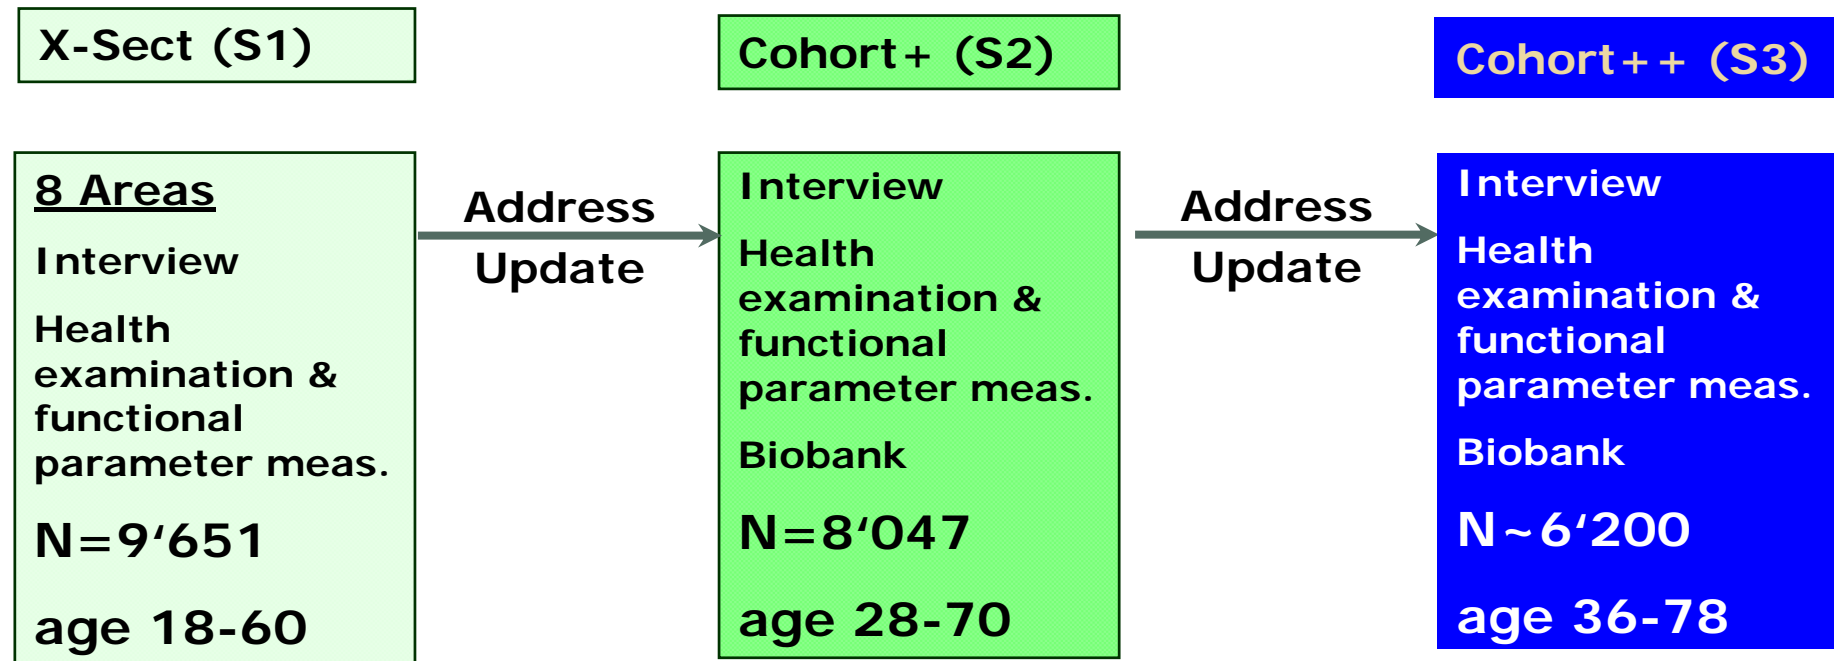 X-Sect (S1)
Cohort+ (S2)
Cohort++ (S3)
8 Areas
Interview
Health
examination &
functional
parameter meas.
N=9‘651
age 18-60
Address
Update
Interview
Health
examination &
functional
parameter meas.
Biobank
N=8‘047
age 28-70
Address
Update
Interview
Health
examination &
functional
parameter meas.
Biobank
N~6‘200
age 36-78